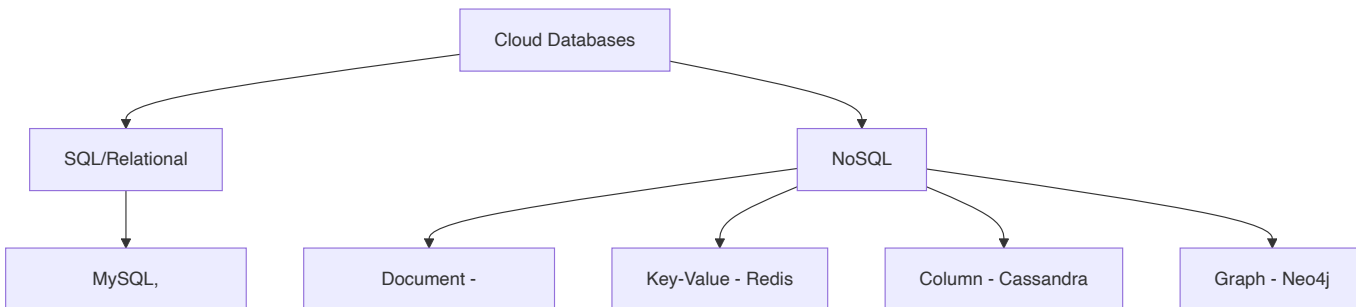 Cloud Databases
SQL/Relational
NoSQL
MySQL,
Document -
Key-Value - Redis
Column - Cassandra
Graph - Neo4j